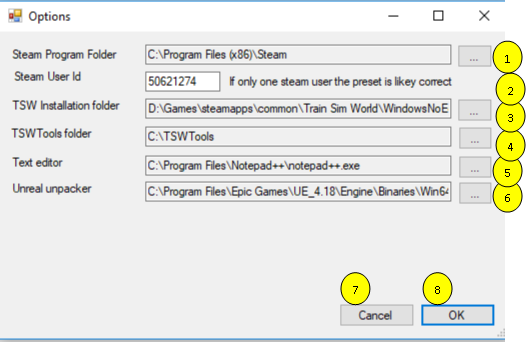 Options
Steam Program Folder C:\Program Files (x86)\Steam ... 1
Steam User Id 50621274 If only one steam user the preset is likey correct 2
TSW Installation folder D:\Games\steamapps\common\Train Sim World\WindowsNoE ... 3
TSWTools folder C:\TSWTools ... 4
Text editor C:\Program Files\Notepad++\notepad++.exe ... 5
Unreal unpacker C:\Program Files\Epic Games\UE_4.18\Engine\Binaries\Win64 ... 6
7 8
Cancel OK